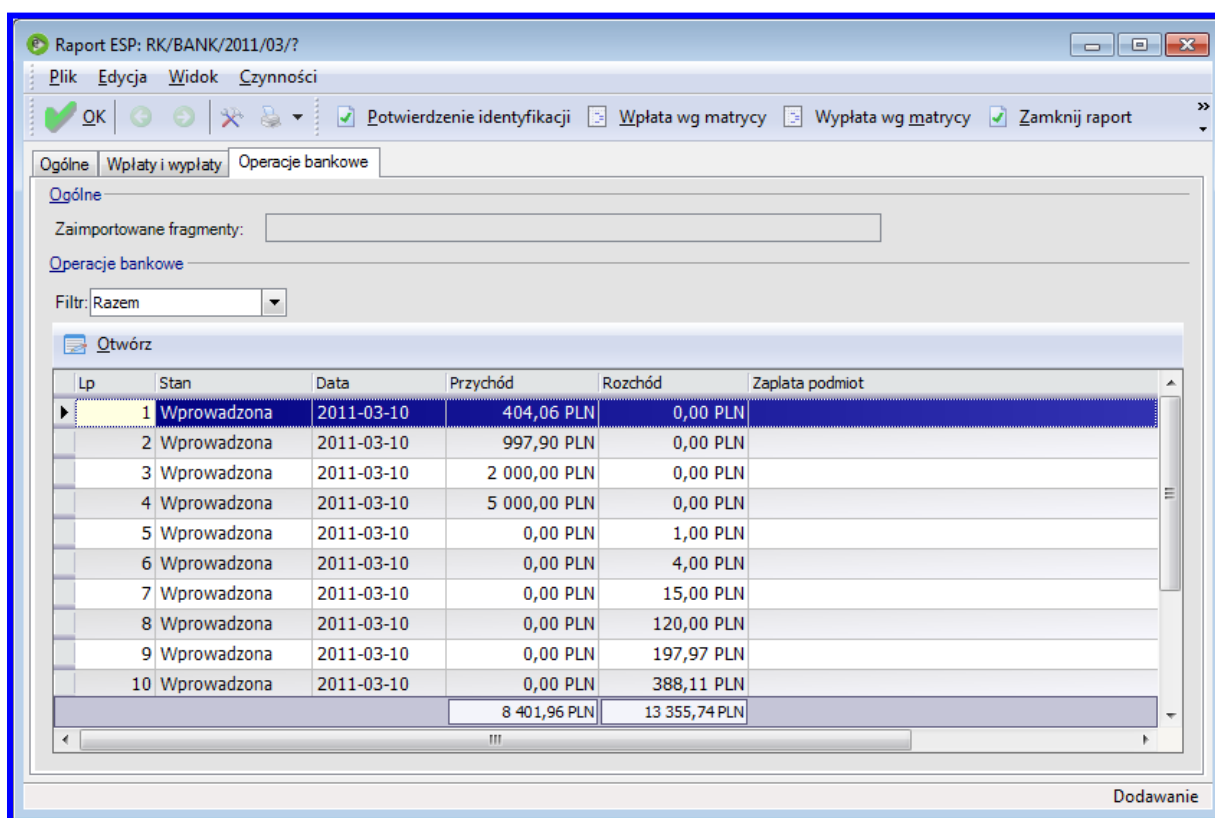 Raport ESP: RK/BANK/2011/03/?
Plik Edycja Widok Czynności
OK Potwierdzenie identyfikacji Wpłata wg matrycy Wypłata wg matrycy Zamknij raport »
Ogólne Wpłaty i wypłaty Operacje bankowe
Ogólne
Zaimportowane fragmenty:
Operacje bankowe
Filtr: Razem
Otwórz
Lp Stan Data Przychód Rozchód Zapłata podmiot
1 Wprowadzona 2011-03-10 404,06 PLN 0,00 PLN
2 Wprowadzona 2011-03-10 997,90 PLN 0,00 PLN
3 Wprowadzona 2011-03-10 2 000,00 PLN 0,00 PLN
4 Wprowadzona 2011-03-10 5 000,00 PLN 0,00 PLN
5 Wprowadzona 2011-03-10 0,00 PLN 1,00 PLN
6 Wprowadzona 2011-03-10 0,00 PLN 4,00 PLN
7 Wprowadzona 2011-03-10 0,00 PLN 15,00 PLN
8 Wprowadzona 2011-03-10 0,00 PLN 120,00 PLN
9 Wprowadzona 2011-03-10 0,00 PLN 197,97 PLN
10 Wprowadzona 2011-03-10 0,00 PLN 388,11 PLN
8 401,96 PLN 13 355,74 PLN
Dodawanie